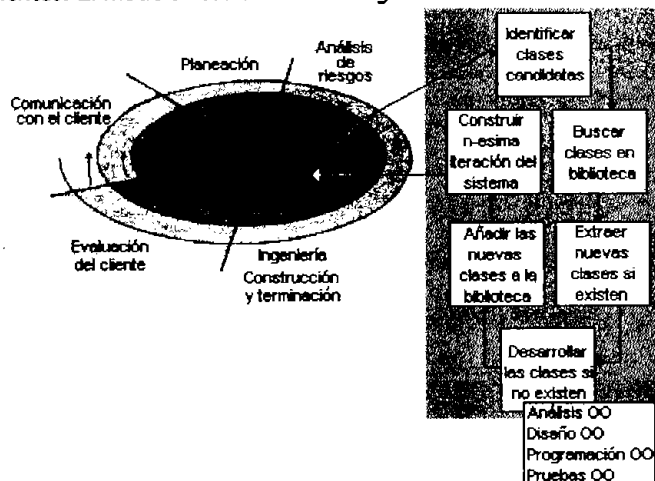 Planeación
Análisis
de
riesgos
Comunicación
con el cliente
Evaluación
del cliente
Ingeniería
Construcción
y terminación
Identificar
clases
candidatas
Construir
n-esima
iteración del
sistema
Buscar
clases en
biblioteca
Añadir las
nuevas
clases a la
biblioteca
Extraer
nuevas
clases si
existen
Desarrollar
las clases si
no existen
Análisis OO
Diseño OO
Programación OO
Pruebas OO